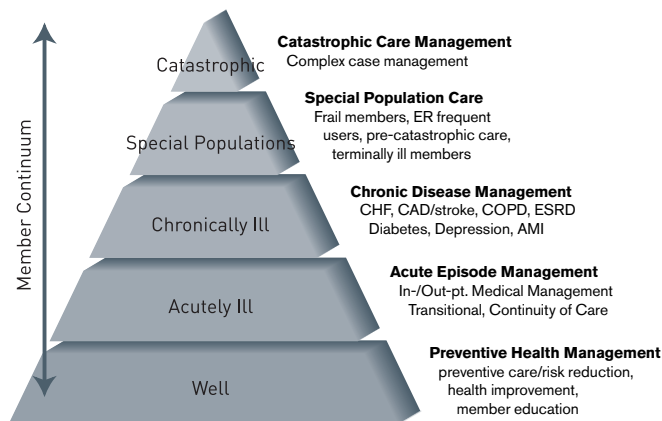 Member Continuum
Catastrophic
Catastrophic Care Management
Complex case management
Special Populations
Special Population Care
Frail members, ER frequent
users, pre-catastrophic care,
terminally ill members
Chronically Ill
Chronic Disease Management
CHF, CAD/stroke, COPD, ESRD
Diabetes, Depression, AMI
Acutely Ill
Acute Episode Management
In-/Out-pt. Medical Management
Transitional, Continuity of Care
Well
Preventive Health Management
preventive care/risk reduction,
health improvement,
member education